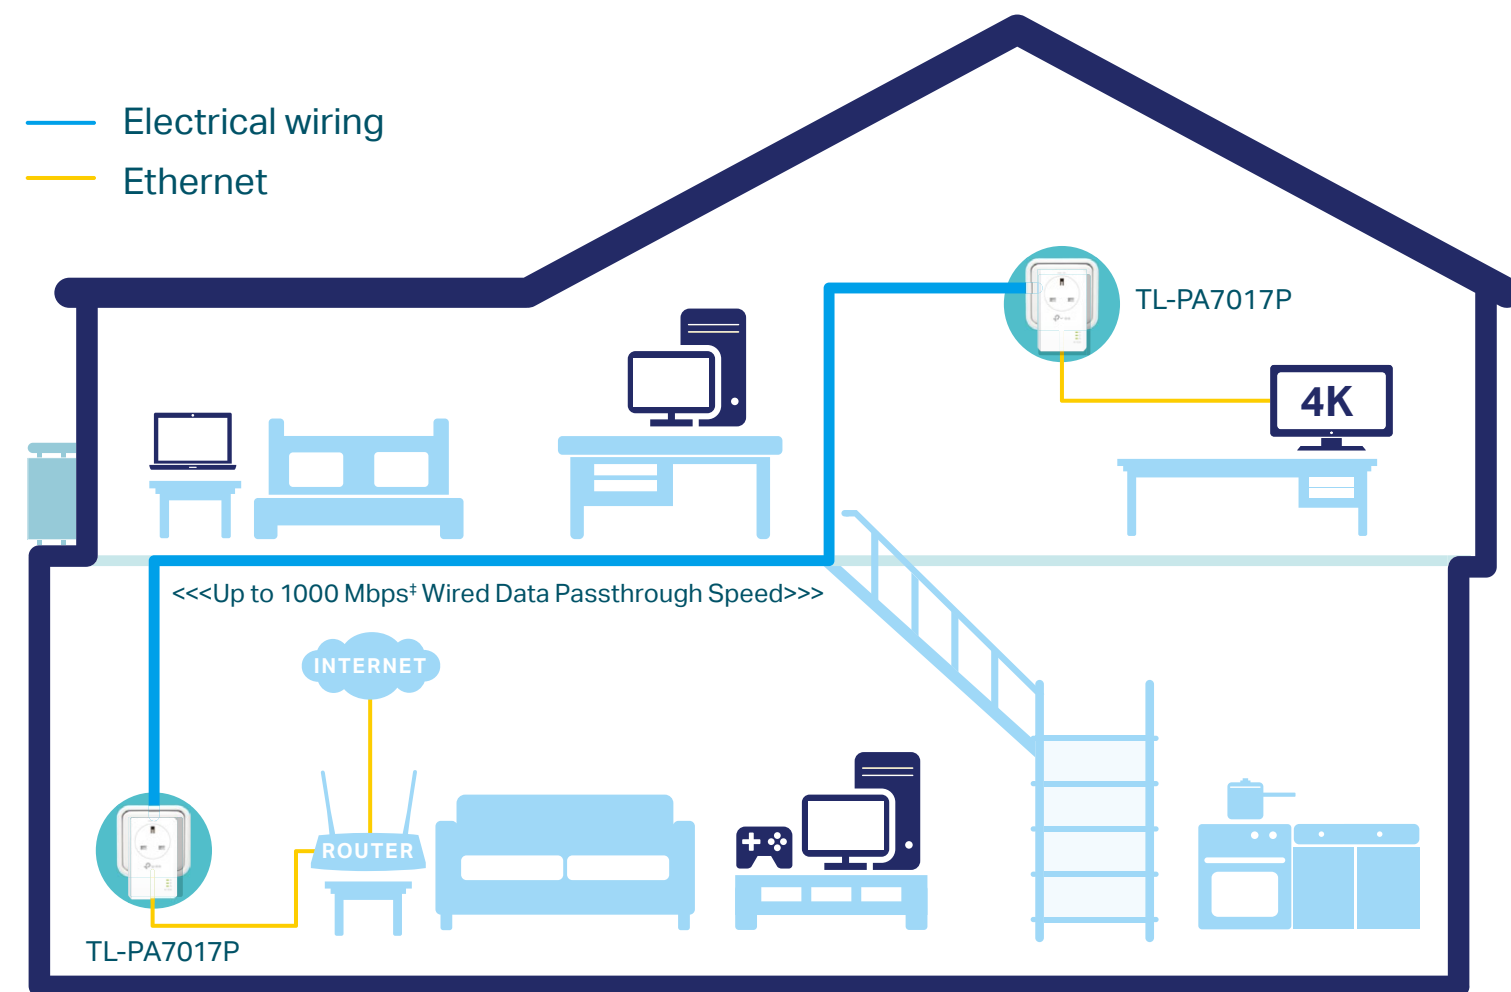 Electrical wiring
Ethernet
TL-PA7017P
4K
<<<Up to 1000 Mbps‡ Wired Data Passthrough Speed>>>
INTERNET
ROUTER
TL-PA7017P